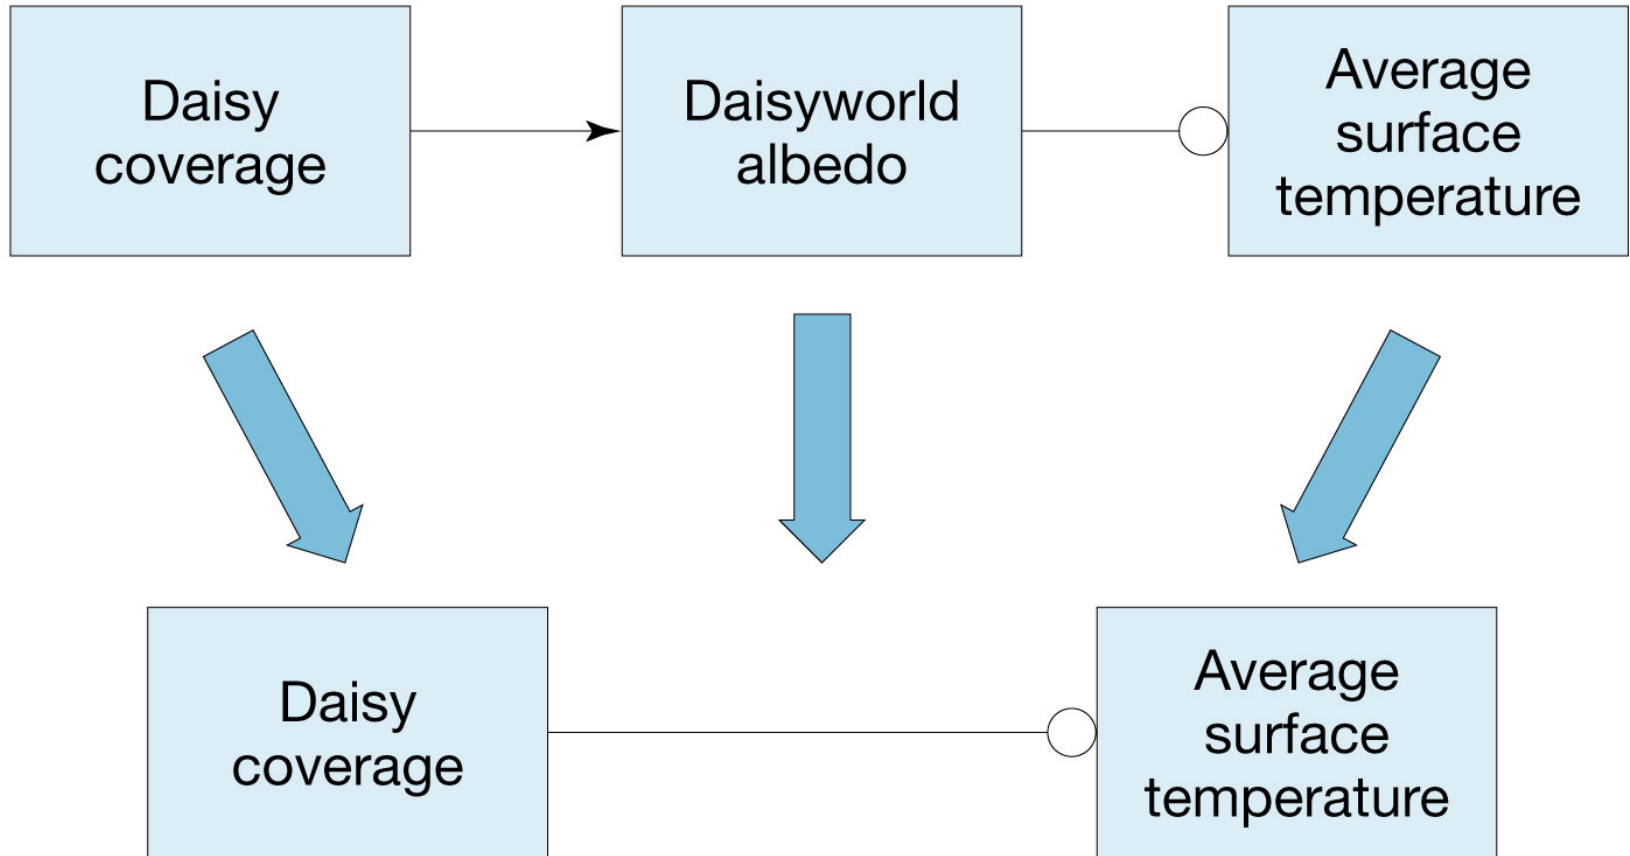 Daisy
coverage
Daisyworld
albedo
Average
surface
temperature
Daisy
coverage
Average
surface
temperature